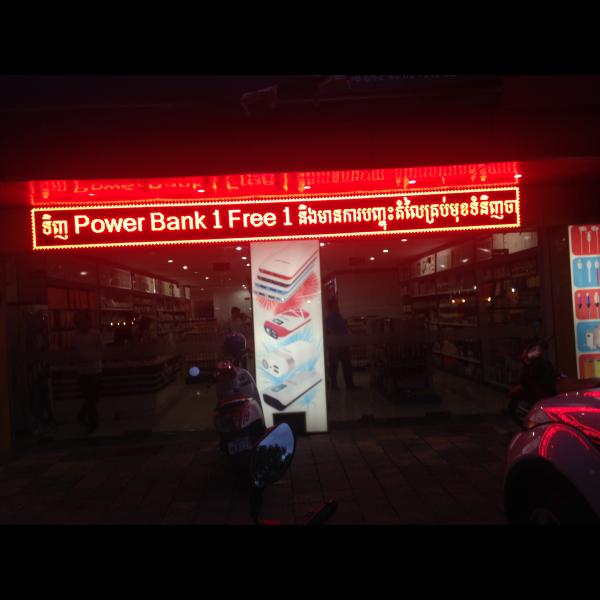 ទិញ Power Bank 1 Free 1 និងមានការបញ្ចុះតំលៃគ្រប់មុខទំនិញចា